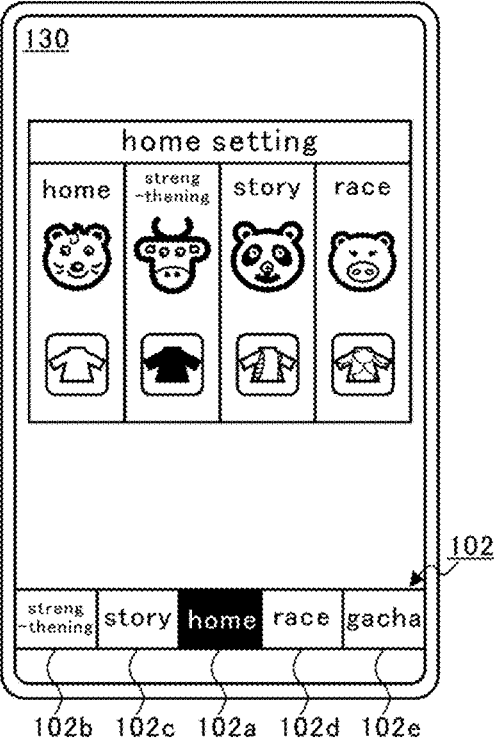 130
home setting
home
streng
-thening
story
race
102
streng
-thening
story
home
race
gacha
102b 102c 102a 102d 102e